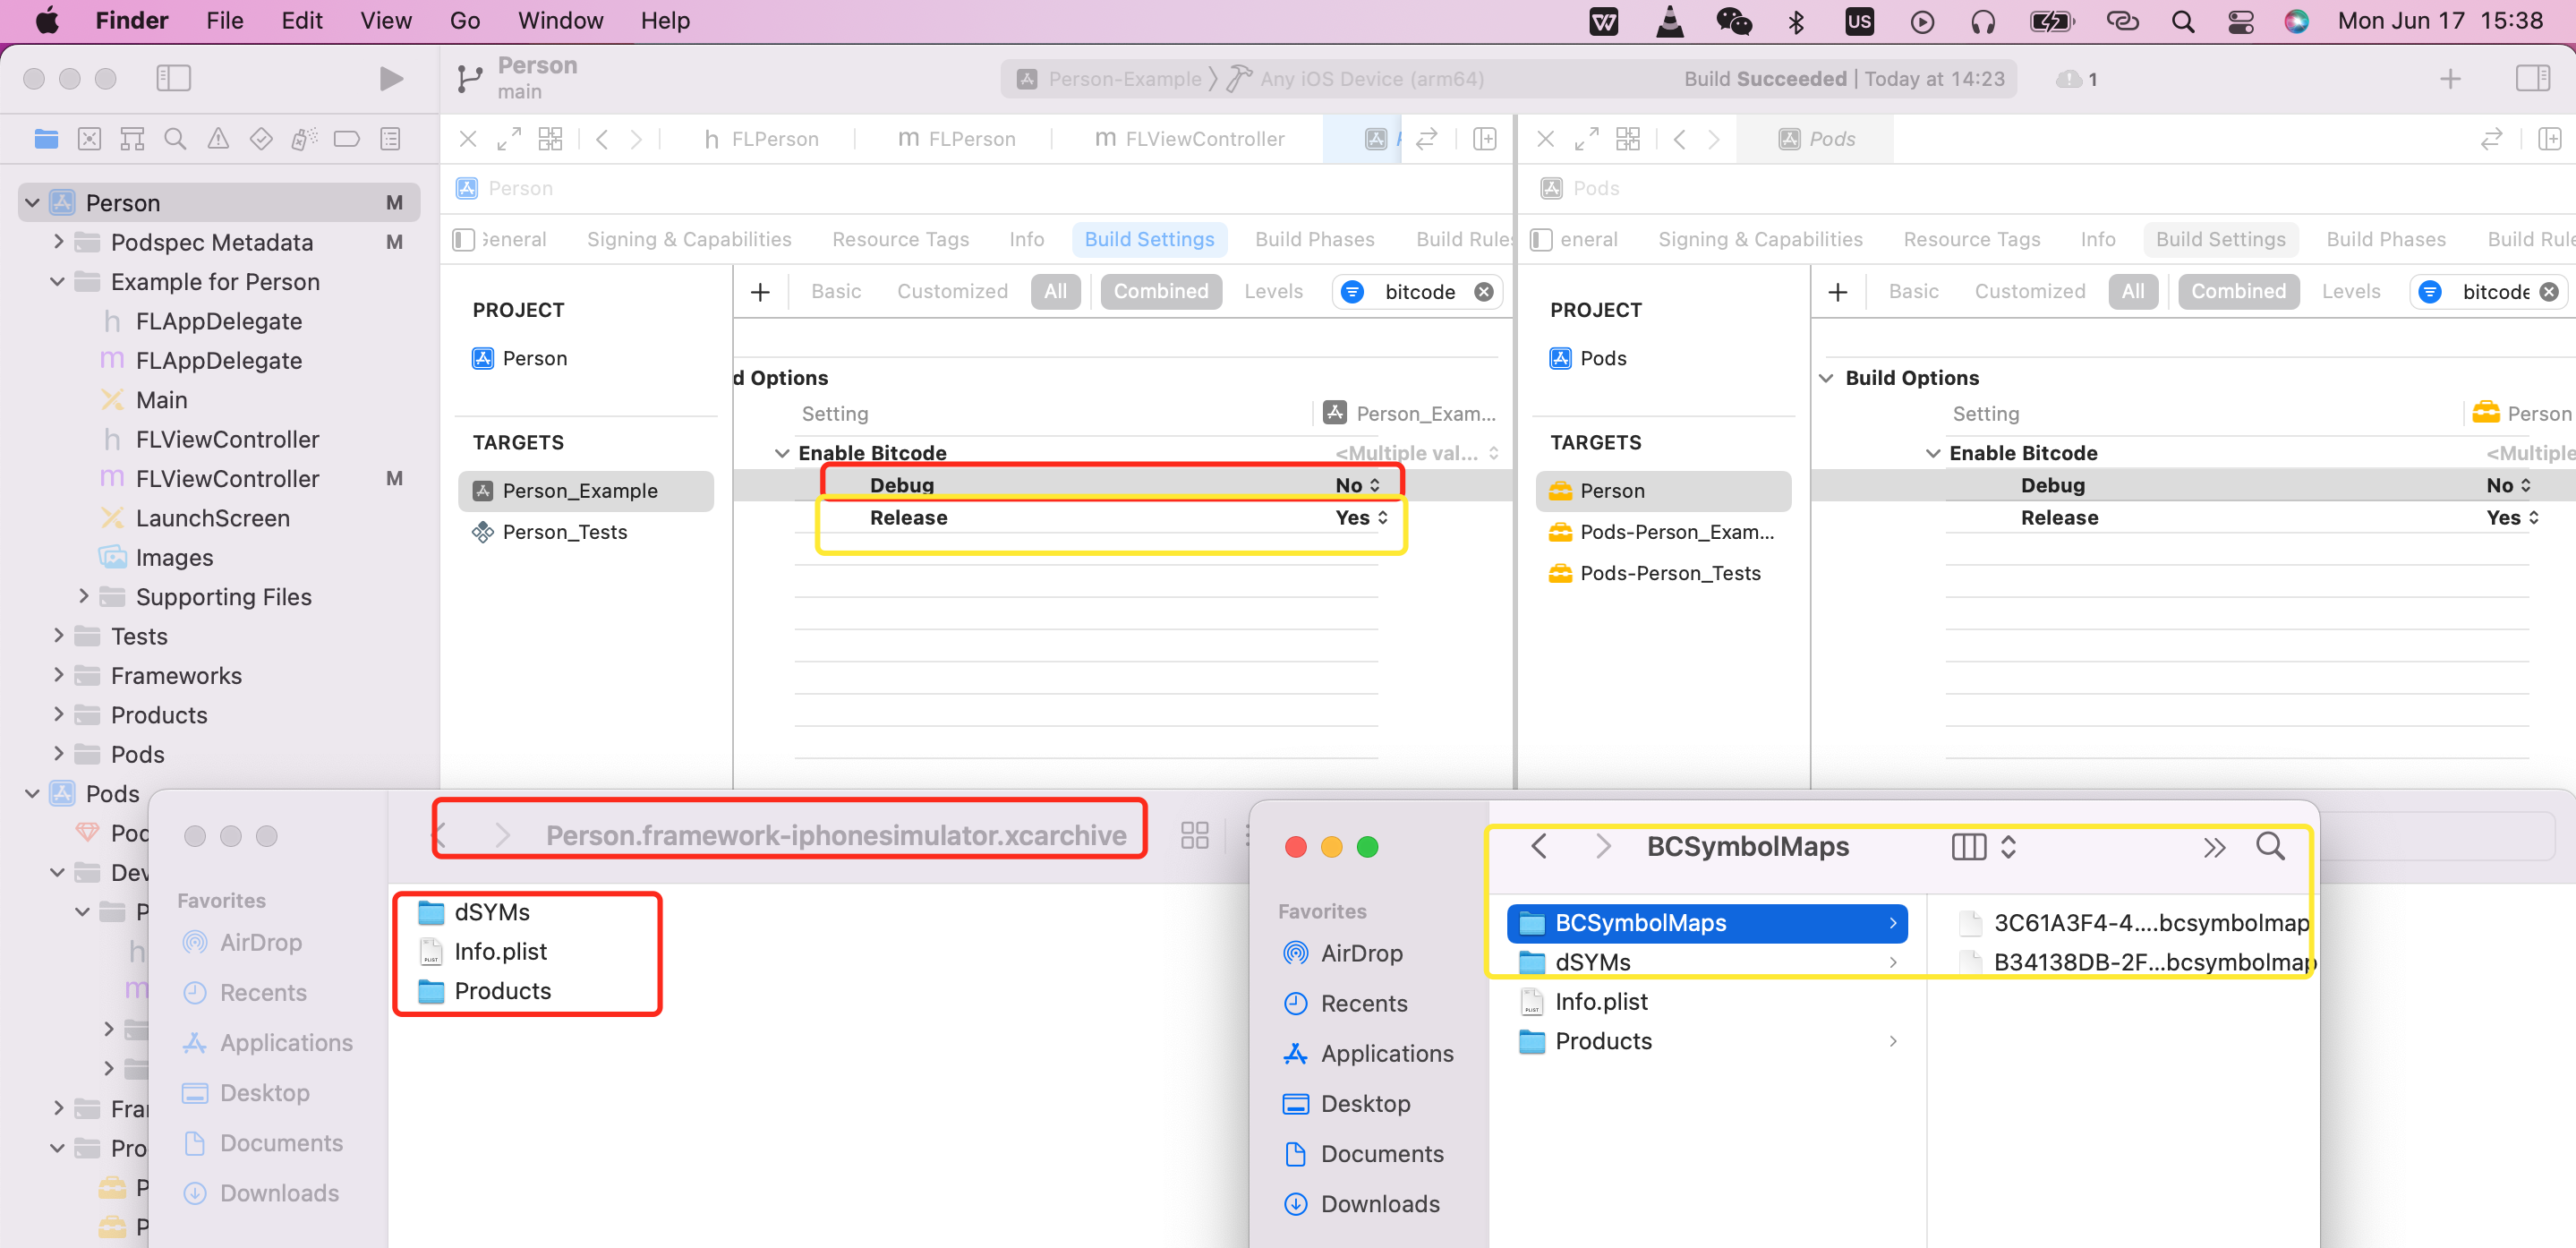 Finder File Edit View Go Window Help US Mon Jun 17 15:38
Person
main
Person-Example Any iOS Device (arm64) Build Succeeded | Today at 14:23 1
h FLPerson m FLPerson m FLViewController Pods
Person Pods
General Signing & Capabilities Resource Tags Info Build Settings Build Phases Build Rules
eneral Signing & Capabilities Resource Tags Info Build Settings Build Phases Build Rule
Person M
Podspec Metadata M
Example for Person
h FLAppDelegate
m FLAppDelegate
Main
h FLViewController
m FLViewController M
LaunchScreen
Images
Supporting Files
Tests
Frameworks
Products
Pods
Pods
Pod
Dev
P
h
m
Fra
Pro
P
P
PROJECT
Person
TARGETS
Person_Example
Person_Tests
Basic Customized All Combined Levels bitcode
d Options
Setting Person_Exam...
Enable Bitcode <Multiple val...
Debug No
Release Yes
PROJECT
Pods
TARGETS
Person
Pods-Person_Exam...
Pods-Person_Tests
Basic Customized All Combined Levels bitcode
Build Options
Setting Person
Enable Bitcode <Multiple
Debug No
Release Yes
Person.framework-iphonesimulator.xcarchive
Favorites
AirDrop
Recents
Applications
Desktop
Documents
Downloads
dSYMs
Info.plist
Products
BCSymbolMaps
Favorites
AirDrop
Recents
Applications
Desktop
Documents
Downloads
BCSymbolMaps
dSYMs
Info.plist
Products
3C61A3F4-4....bcsymbolmap
B34138DB-2F...bcsymbolmap